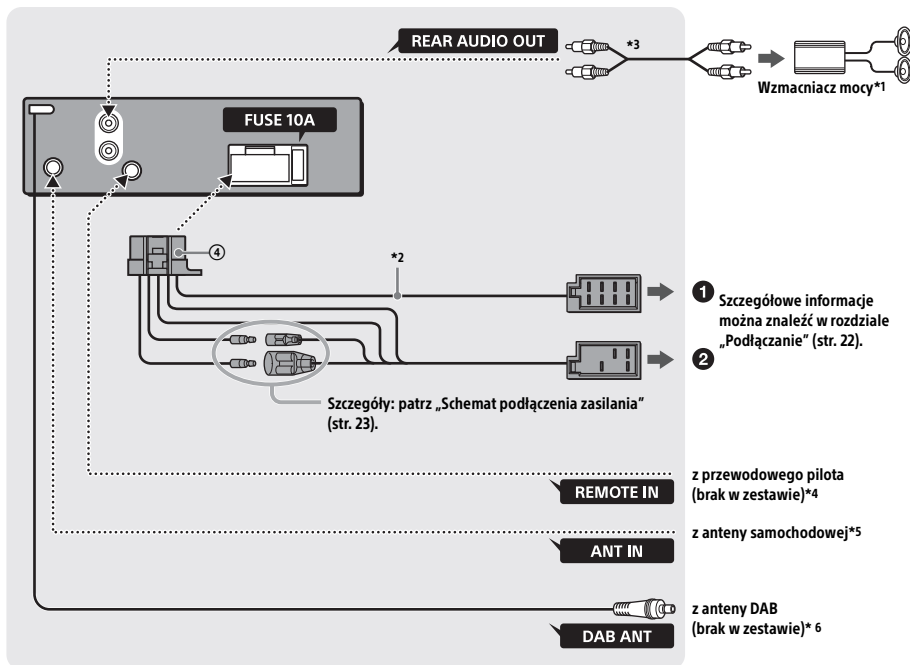 REAR AUDIO OUT
*3
Wzmacniacz mocy*1
FUSE 10A
④
*2
❶
Szczegółowe informacje
można znaleźć w rozdziale
„Podłączanie” (str. 22).
❷
Szczegóły: patrz „Schemat podłączenia zasilania”
(str. 23).
z przewodowego pilota
(brak w zestawie)*4
REMOTE IN
z anteny samochodowej*5
ANT IN
z anteny DAB
(brak w zestawie)* 6
DAB ANT